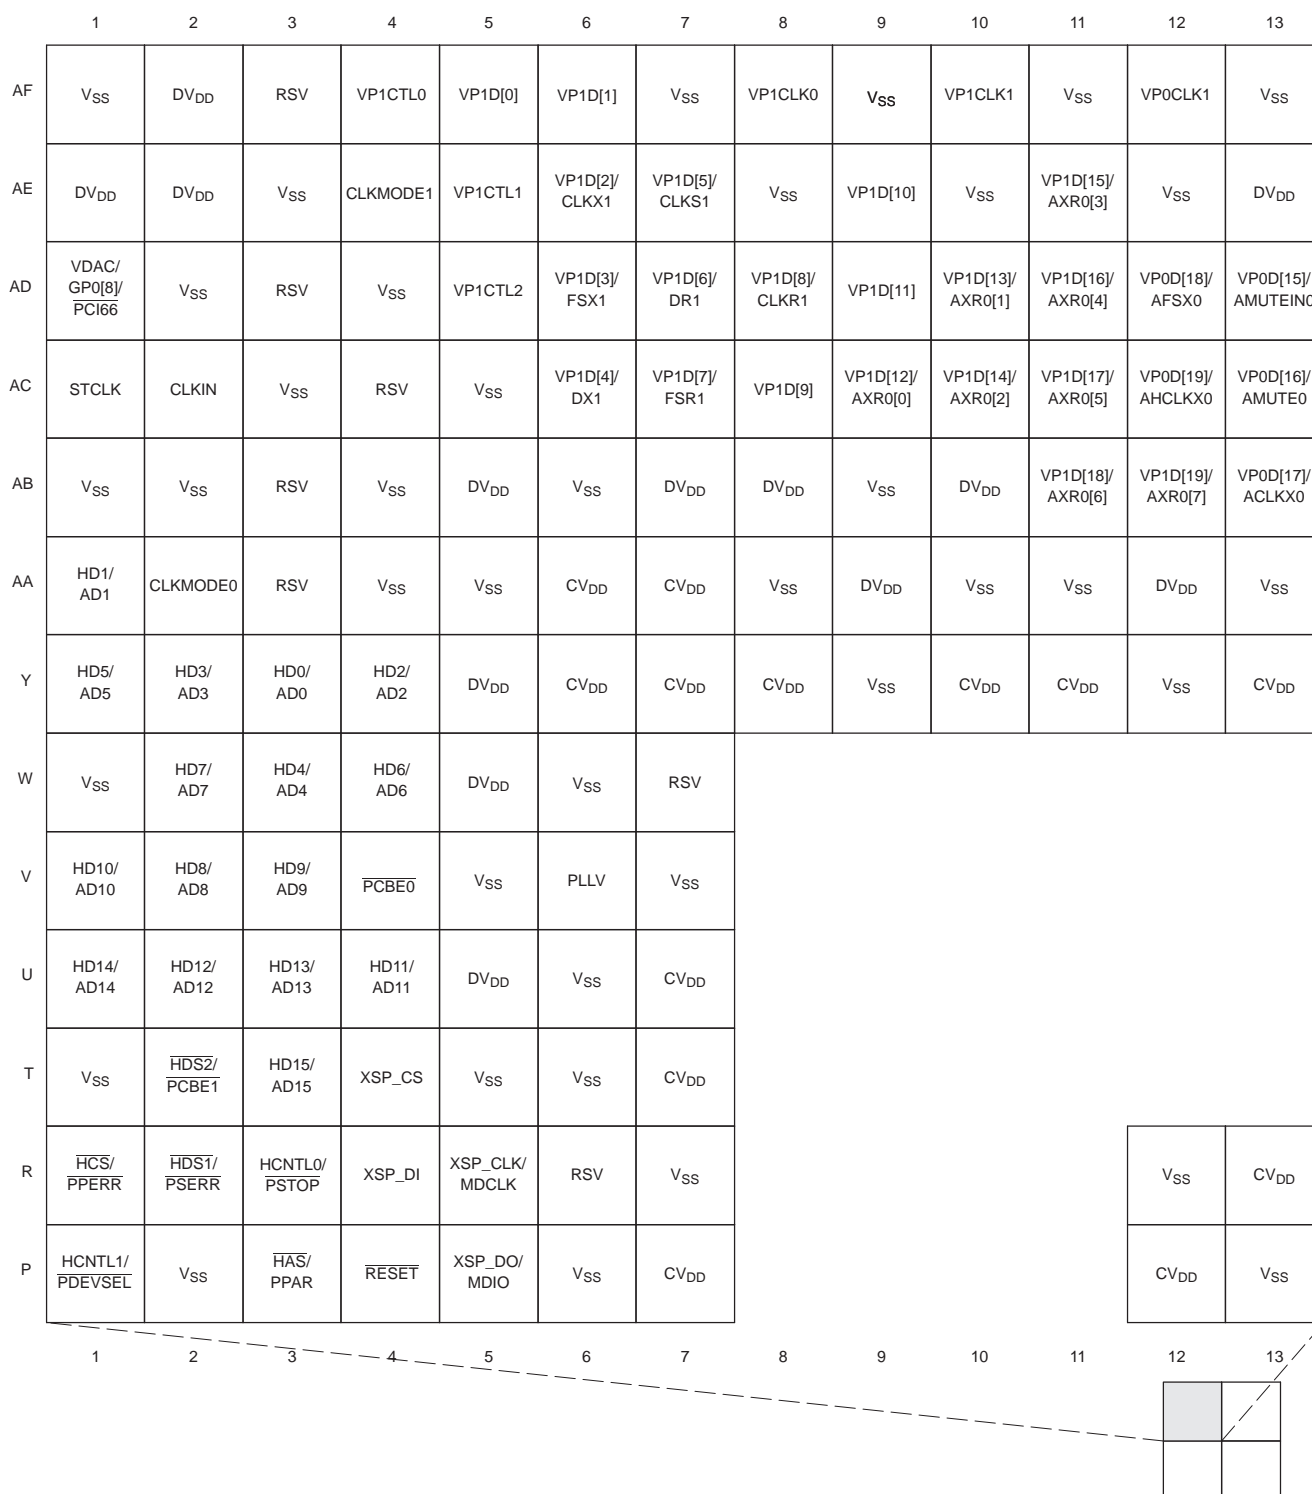 1 2 3 4 5 6 7 8 9 10 11 12 13
AF VSS DVDD RSV VP1CTL0 VP1D[0] VP1D[1] VSS VP1CLK0 VSS VP1CLK1 VSS VP0CLK1 VSS
AE DVDD DVDD VSS CLKMODE1 VP1CTL1 VP1D[2]/ CLKX1 VP1D[5]/ CLKS1 VSS VP1D[10] VSS VP1D[15]/ AXR0[3] VSS DVDD
AD VDAC/ GP0[8]/ PCI66 VSS RSV VSS VP1CTL2 VP1D[3]/ FSX1 VP1D[6]/ DR1 VP1D[8]/ CLKR1 VP1D[11] VP1D[13]/ AXR0[1] VP1D[16]/ AXR0[4] VP0D[18]/ AFSX0 VP0D[15]/ AMUTEIN0
AC STCLK CLKIN VSS RSV VSS VP1D[4]/ DX1 VP1D[7]/ FSR1 VP1D[9] VP1D[12]/ AXR0[0] VP1D[14]/ AXR0[2] VP1D[17]/ AXR0[5] VP0D[19]/ AHCLKX0 VP0D[16]/ AMUTE0
AB VSS VSS RSV VSS DVDD VSS DVDD DVDD VSS DVDD VP1D[18]/ AXR0[6] VP1D[19]/ AXR0[7] VP0D[17]/ ACLKX0
AA HD1/ AD1 CLKMODE0 RSV VSS VSS CVDD CVDD VSS DVDD VSS VSS DVDD VSS
Y HD5/ AD5 HD3/ AD3 HD0/ AD0 HD2/ AD2 DVDD CVDD CVDD CVDD VSS CVDD CVDD VSS CVDD
W VSS HD7/ AD7 HD4/ AD4 HD6/ AD6 DVDD VSS RSV
V HD10/ AD10 HD8/ AD8 HD9/ AD9 PCBE0 VSS PLLV VSS
U HD14/ AD14 HD12/ AD12 HD13/ AD13 HD11/ AD11 DVDD VSS CVDD
T VSS HDS2/ PCBE1 HD15/ AD15 XSP_CS VSS VSS CVDD
R HCS/ PPERR HDS1/ PSERR HCNTL0/ PSTOP XSP_DI XSP_CLK/ MDCLK RSV VSS VSS CVDD
P HCNTL1/ PDEVSEL VSS HAS/ PPAR RESET XSP_DO/ MDIO VSS CVDD CVDD VSS
1 2 3 4 5 6 7 8 9 10 11 12 13